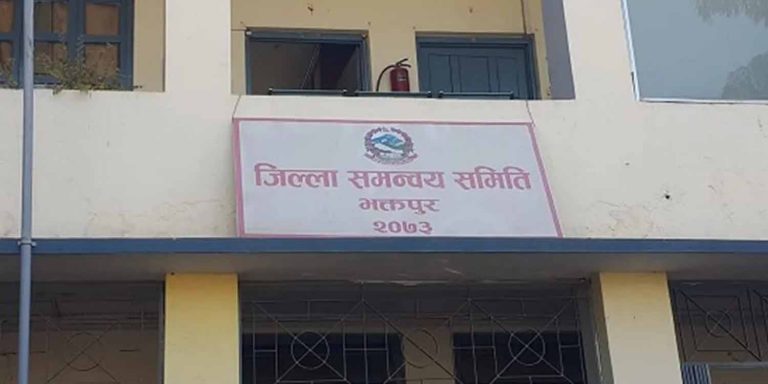 जिल्ला समन्वय समिति
भक्तपुर
२०७३